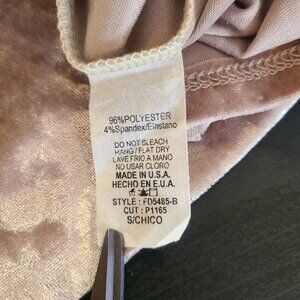 96%POLYESTER
4%Spandex/Elastano
DO NOT BLEACH
HANG / FLAT DRY
LAVE FRIO A MANO
NO USAR CLORO
MADE IN U.S.A.
HECHO EN E.U.A.
STYLE : FD5485-B
CUT : P1165
S/CHICO